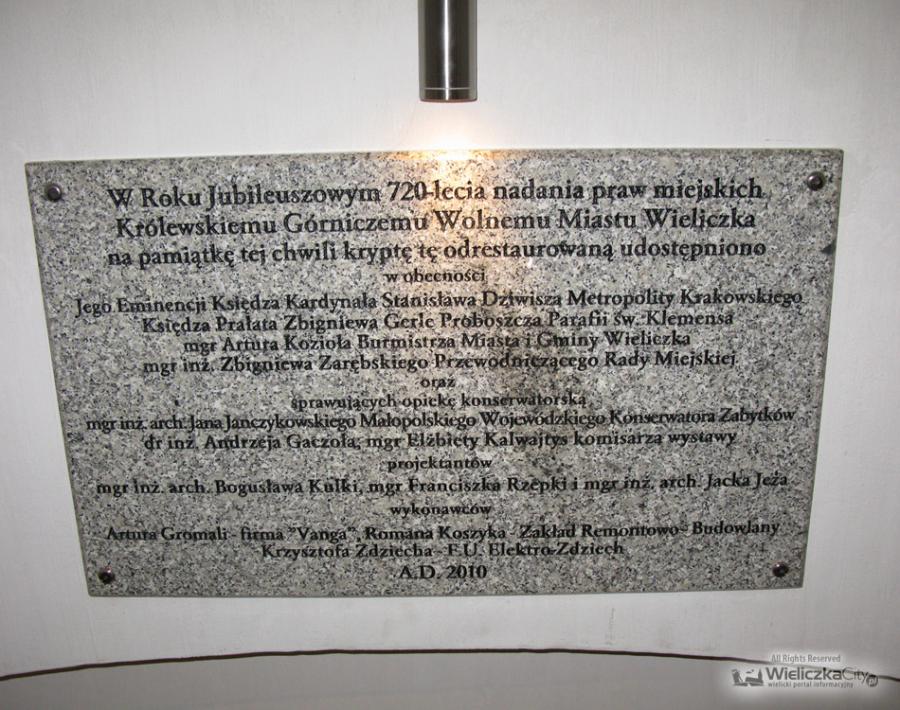 W Roku Jubileuszowym 720-lecia nadania praw miejskich
Królewskiemu Górniczemu Wolnemu Miastu Wieliczka
na pamiątkę tej chwili kryptę tę odrestaurowaną udostępniono
w obecności
Jego Eminencji Księdza Kardynała Stanisława Dziwisza Metropolity Krakowskiego
Księdza Prałata Zbigniewa Gerle Proboszcza Parafii św. Klemensa
mgr Artura Kozioła Burmistrza Miasta i Gminy Wieliczka
mgr inż. Zbigniewa Zarębskiego Przewodniczącego Rady Miejskiej
oraz
sprawujących opiekę konserwatorską
mgr inż. arch. Jana Janczykowskiego Małopolskiego Wojewódzkiego Konserwatora Zabytków
dr inż. Andrzeja Gaczoła, mgr Elżbiety Kalwajtys komisarza wystawy
projektantów
mgr inż. arch. Bogusława Kulki, mgr Franciszka Rzepki i mgr inż. arch. Jacka Jeża
wykonawców
Artura Gromali - firma "Vanga", Romana Koszyka - Zakład Remontowo - Budowlany
Krzysztofa Zdziecha - F.U. Elektro-Zdziech
A.D. 2010
All Rights Reserved
WieliczkaCity.pl
wielicki portal informacyjny